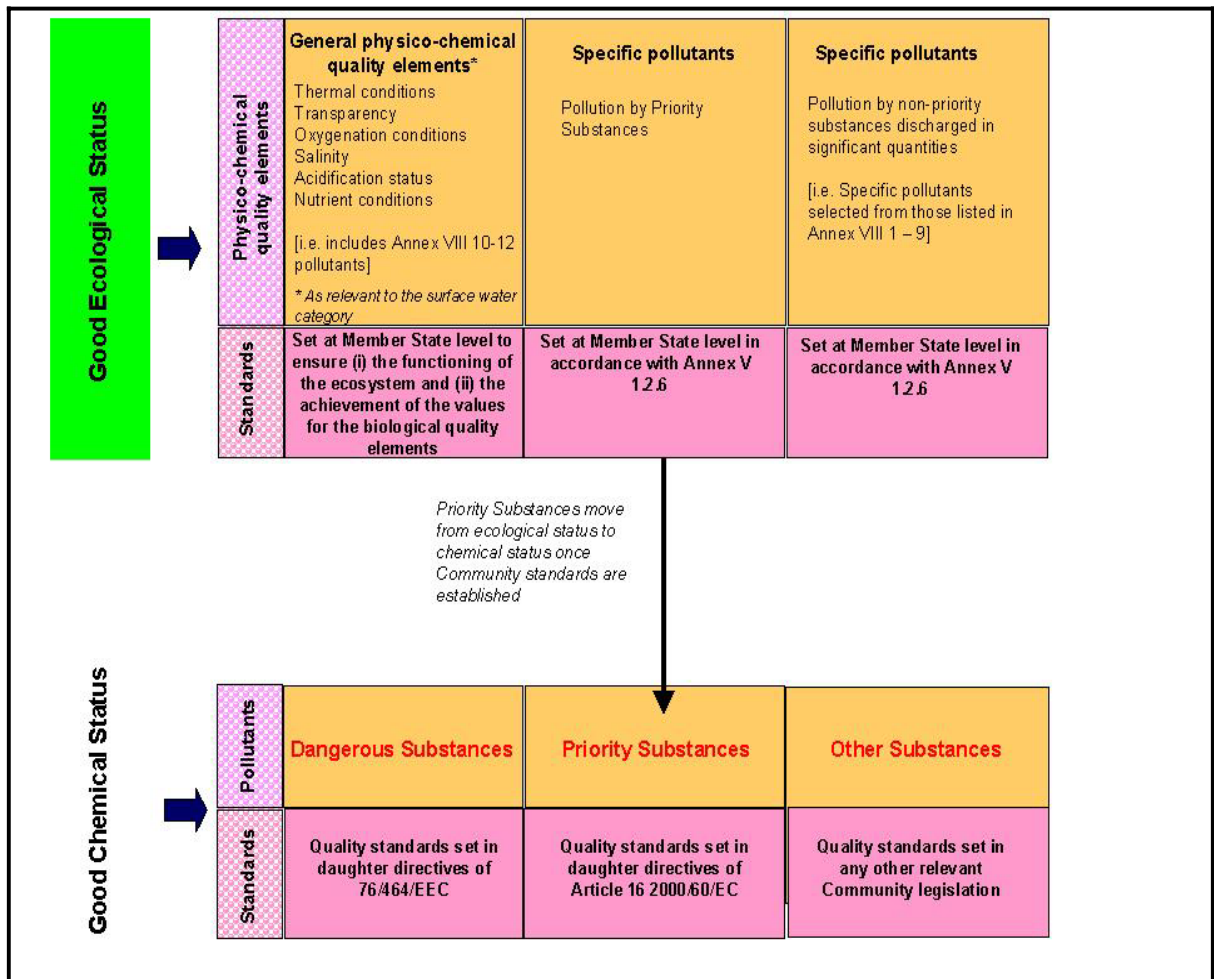 Good Ecological Status
Physico-chemical
quality elements
General physico-chemical
quality elements*
Thermal conditions
Transparency
Oxygenation conditions
Salinity
Acidification status
Nutrient conditions
[i.e. includes Annex VIII 10-12
pollutants]
* As relevant to the surface water
category
Specific pollutants
Pollution by Priority
Substances
Specific pollutants
Pollution by non-priority
substances discharged in
significant quantities
[i.e. Specific pollutants
selected from those listed in
Annex VIII 1 – 9]
Standards
Set at Member State level to
ensure (i) the functioning of
the ecosystem and (ii) the
achievement of the values
for the biological quality
elements
Set at Member State level in
accordance with Annex V
1.2.6
Set at Member State level in
accordance with Annex V
1.2.6
Priority Substances move
from ecological status to
chemical status once
Community standards are
established
Good Chemical Status
Pollutants
Dangerous Substances
Priority Substances
Other Substances
Standards
Quality standards set in
daughter directives of
76/464/EEC
Quality standards set in
daughter directives of
Article 16 2000/60/EC
Quality standards set in
any other relevant
Community legislation